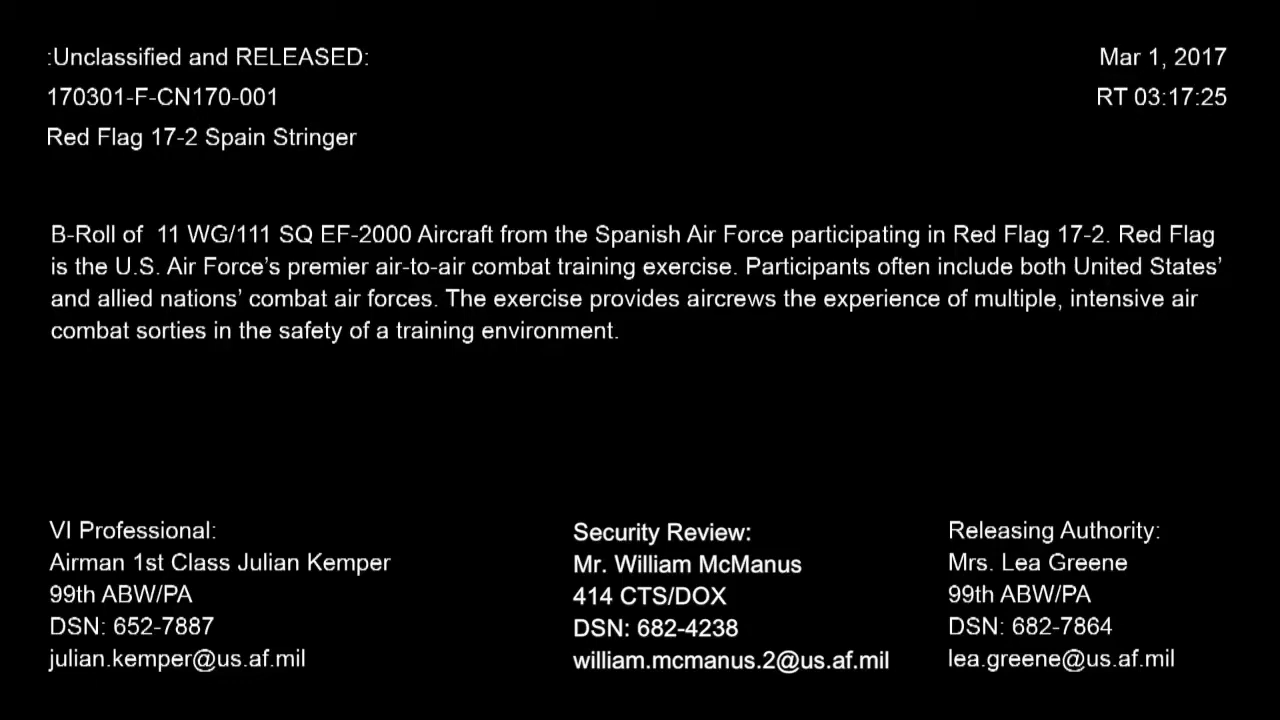 :Unclassified and RELEASED:
Mar 1, 2017
170301-F-CN170-001
RT 03:17:25
Red Flag 17-2 Spain Stringer
B-Roll of  11 WG/111 SQ EF-2000 Aircraft from the Spanish Air Force participating in Red Flag 17-2. Red Flag
is the U.S. Air Force's premier air-to-air combat training exercise. Participants often include both United States'
and allied nations' combat air forces. The exercise provides aircrews the experience of multiple, intensive air
combat sorties in the safety of a training environment.
VI Professional:
Airman 1st Class Julian Kemper
99th ABW/PA
DSN: 652-7887
julian.kemper@us.af.mil
Security Review:
Mr. William McManus
414 CTS/DOX
DSN: 682-4238
william.mcmanus.2@us.af.mil
Releasing Authority:
Mrs. Lea Greene
99th ABW/PA
DSN: 682-7864
lea.greene@us.af.mil